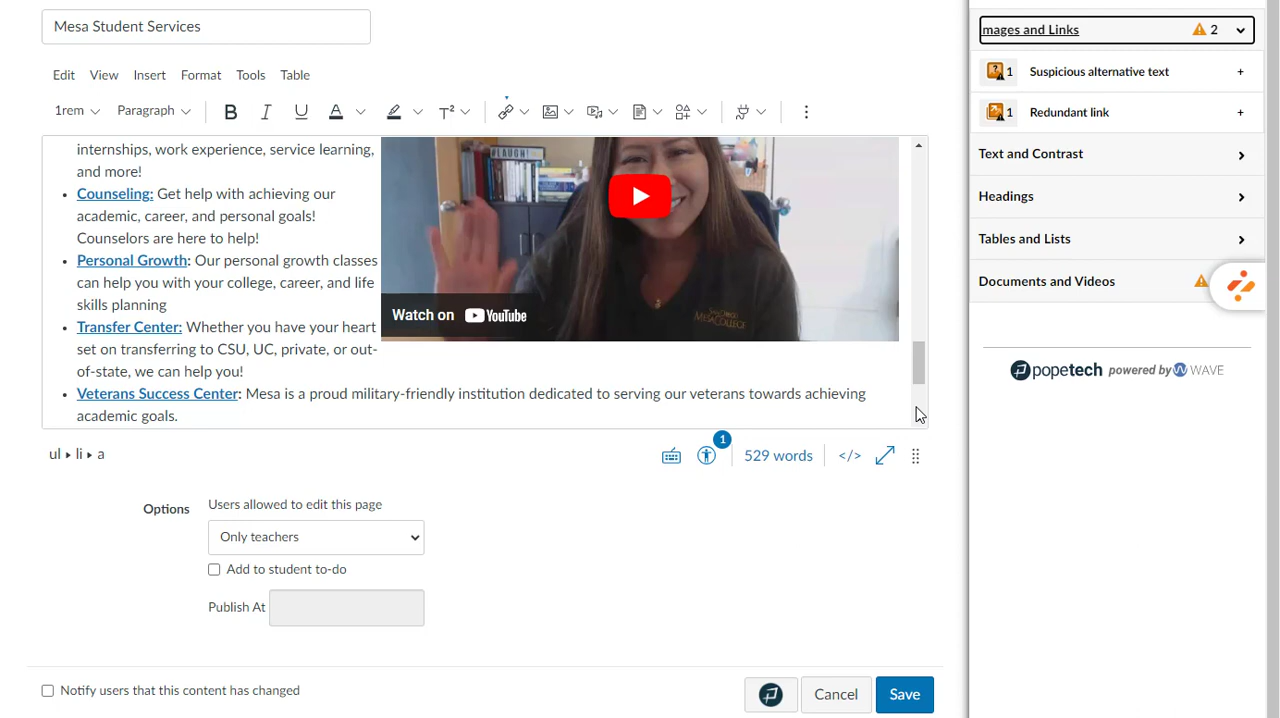 Mesa Student Services
Edit View Insert Format Tools Table
1rem Paragraph B I U A T²
internships, work experience, service learning,
and more!
Counseling: Get help with achieving our
academic, career, and personal goals!
Counselors are here to help!
Personal Growth: Our personal growth classes
can help you with your college, career, and life
skills planning
Transfer Center: Whether you have your heart
set on transferring to CSU, UC, private, or out-
of-state, we can help you!
Veterans Success Center: Mesa is a proud military-friendly institution dedicated to serving our veterans towards achieving
academic goals.
#LAUGH!
MESA COLLEGE
Watch on YouTube
ul ▸ li ▸ a
1
529 words </>
Options
Users allowed to edit this page
Only teachers
Add to student to-do
Publish At
Notify users that this content has changed
Cancel Save
mages and Links 2
1 Suspicious alternative text +
1 Redundant link +
Text and Contrast
Headings
Tables and Lists
Documents and Videos
popetech powered by WAVE